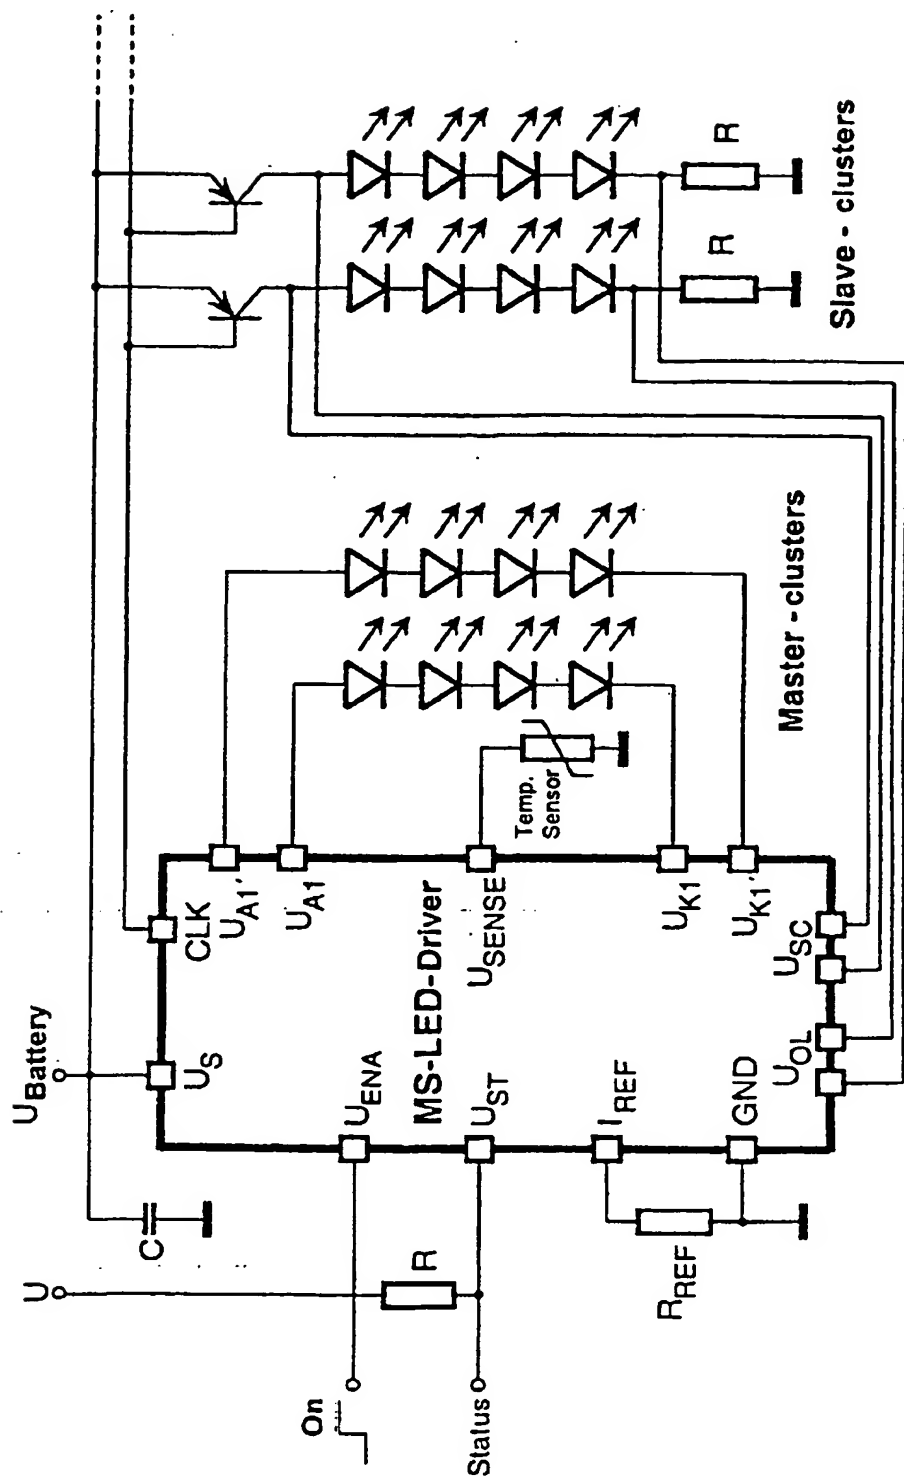 U_Battery
U
C
On
Status
R
R_REF
CLK
U_S
U_A1'
U_A1
U_ENA
MS-LED-Driver
U_SENSE
U_ST
I_REF
GND
U_K1
U_K1'
U_SC
U_OL
Temp.
Sensor
Master - clusters
R
R
Slave - clusters